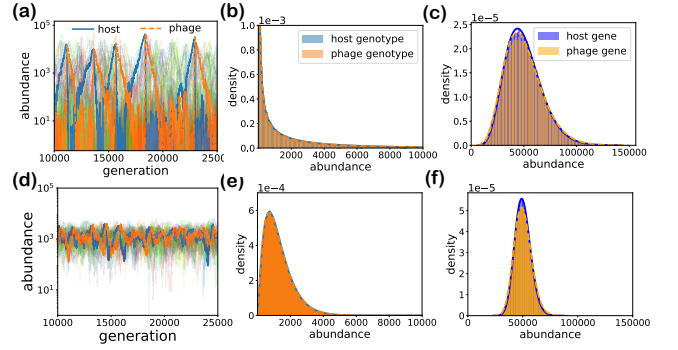 (a)
host
phage
abundance
10^5
10^3
10^1
10000
15000
20000
2500
generation
(b)
1e−3
host genotype
phage genotype
density
1.0
0.8
0.6
0.4
0.2
0.0
2000
4000
6000
8000
10000
abundance
(c)
1e−5
host gene
phage gene
density
2.5
2.0
1.5
1.0
0.5
0.0
0
50000
100000
150000
abundance
(d)
abundance
10^5
10^3
10^1
10000
15000
20000
25000
generation
(e)
1e−4
density
8
6
4
2
0
2000
4000
6000
8000
10000
abundance
(f)
1e−5
density
5
4
3
2
1
0
0
50000
100000
150000
abundance